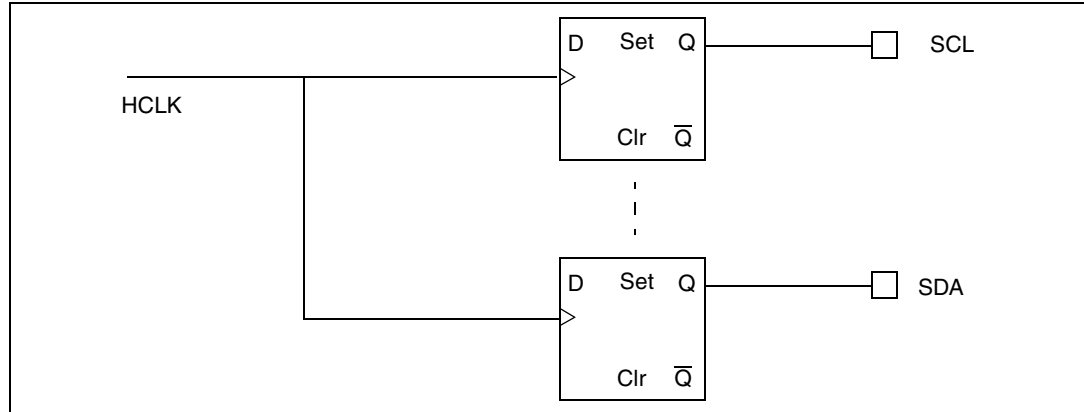 D Set Q
SCL
HCLK
Clr Q̅
D Set Q
SDA
Clr Q̅